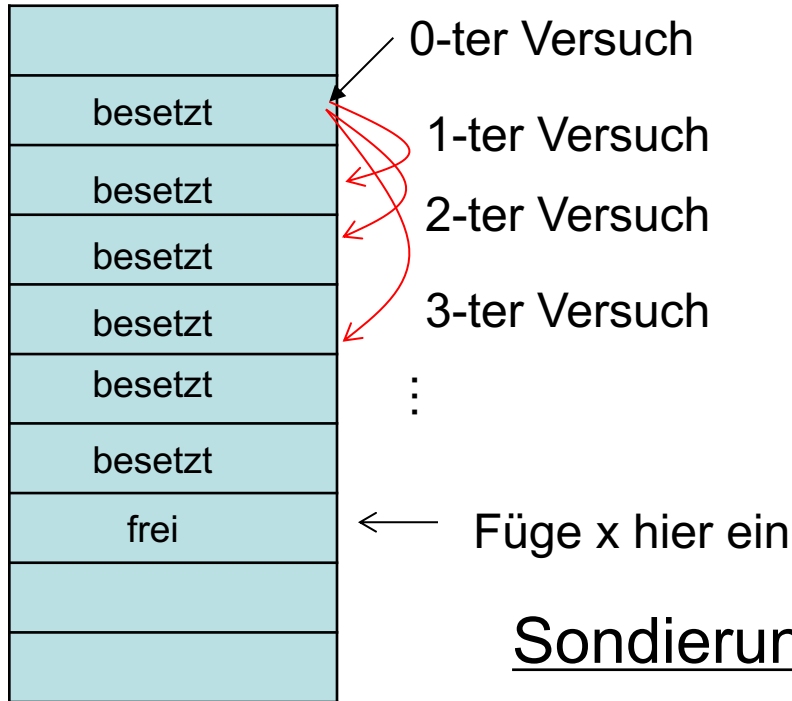 0-ter Versuch
besetzt
1-ter Versuch
besetzt
2-ter Versuch
besetzt
3-ter Versuch
besetzt
besetzt
⋮
besetzt
frei
Füge x hier ein